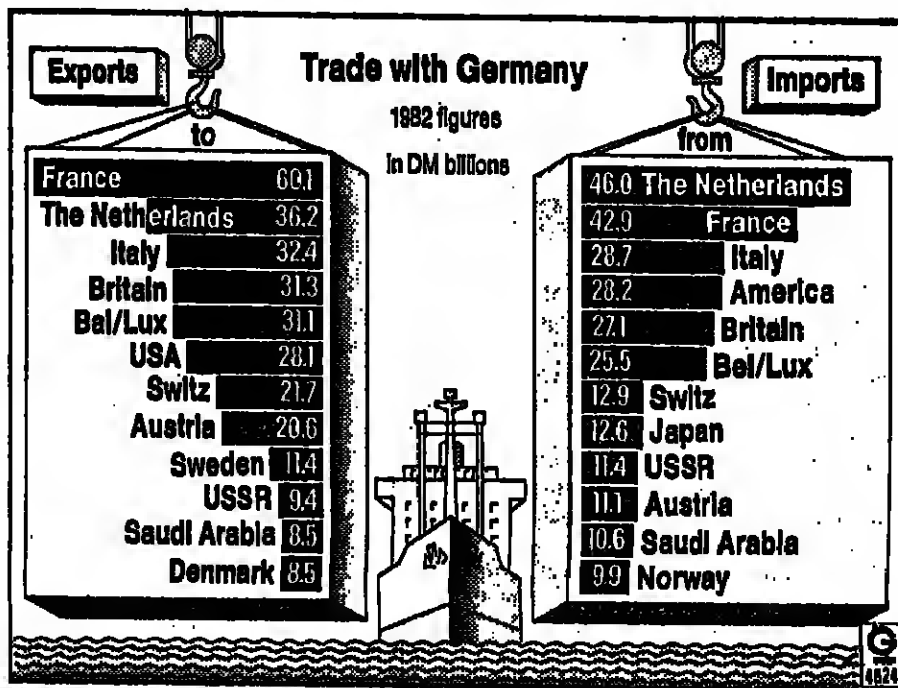 Exports
Trade with Germany
Imports
1982 figures
in DM billions
to
from
France 60.1
The Netherlands 36.2
Italy 32.4
Britain 31.3
Bel/Lux 31.1
USA 28.1
Switz 21.7
Austria 20.6
Sweden 11.4
USSR 9.4
Saudi Arabia 8.5
Denmark 8.5
46.0 The Netherlands
42.9 France
28.7 Italy
28.2 America
27.1 Britain
25.5 Bel/Lux
12.9 Switz
12.6 Japan
11.4 USSR
11.1 Austria
10.6 Saudi Arabia
9.9 Norway
G
4824